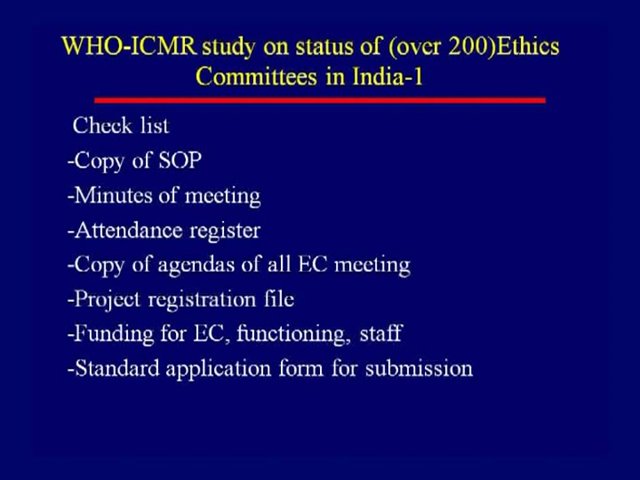 WHO-ICMR study on status of (over 200)Ethics
Committees in India-1
Check list
-Copy of SOP
-Minutes of meeting
-Attendance register
-Copy of agendas of all EC meeting
-Project registration file
-Funding for EC, functioning, staff
-Standard application form for submission